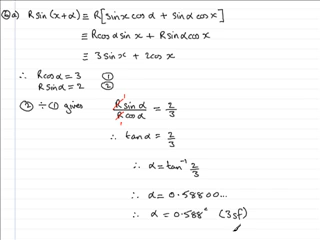 6a) R sin(x+α) ≡ R[sin x cos α + sin α cos x]
≡ R cos α sin x + R sin α cos x
≡ 3 sin x + 2 cos x
∴ R cos α = 3 ①
R sin α = 2 ②
② ÷ ① gives R sin α / R cos α = 2/3
∴ tan α = 2/3
∴ α = tan⁻¹ 2/3
∴ α = 0.58800...
∴ α = 0.588ᶜ (3sf)